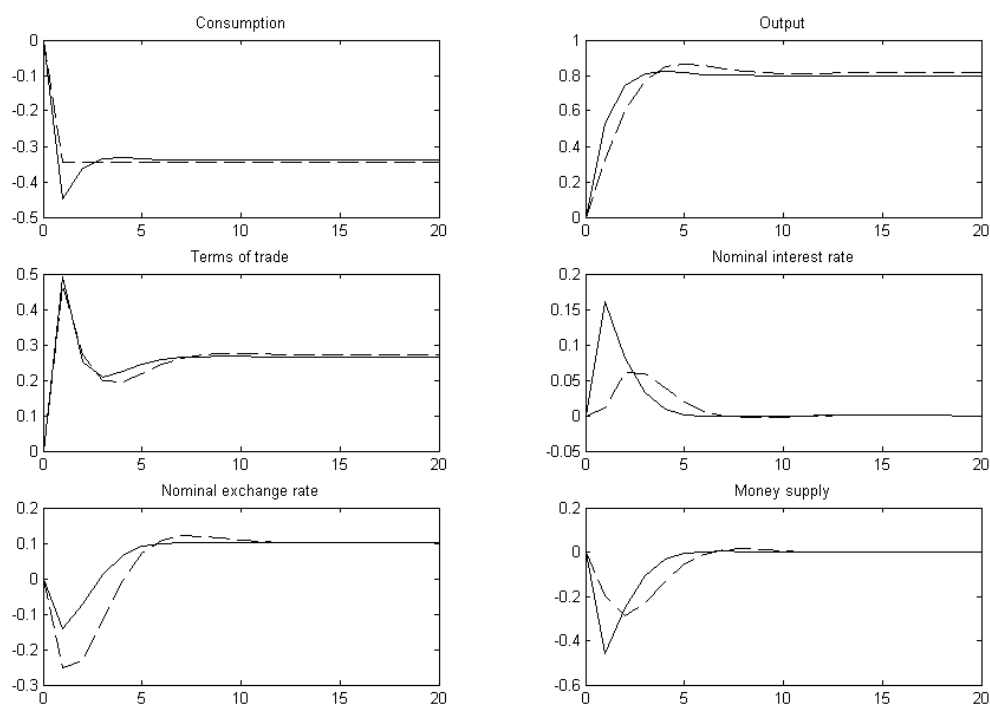 Consumption
0
-0.1
-0.2
-0.3
-0.4
-0.5
0 5 10 15 20
Output
1
0.8
0.6
0.4
0.2
0
0 5 10 15 20
Terms of trade
0.5
0.4
0.3
0.2
0.1
0
0 5 10 15 20
Nominal interest rate
0.2
0.15
0.10
0.05
0
-0.05
0 5 10 15 20
Nominal exchange rate
0.2
0.1
0
-0.1
-0.2
-0.3
0 5 10 15 20
Money supply
0.2
0
-0.2
-0.4
-0.6
0 5 10 15 20